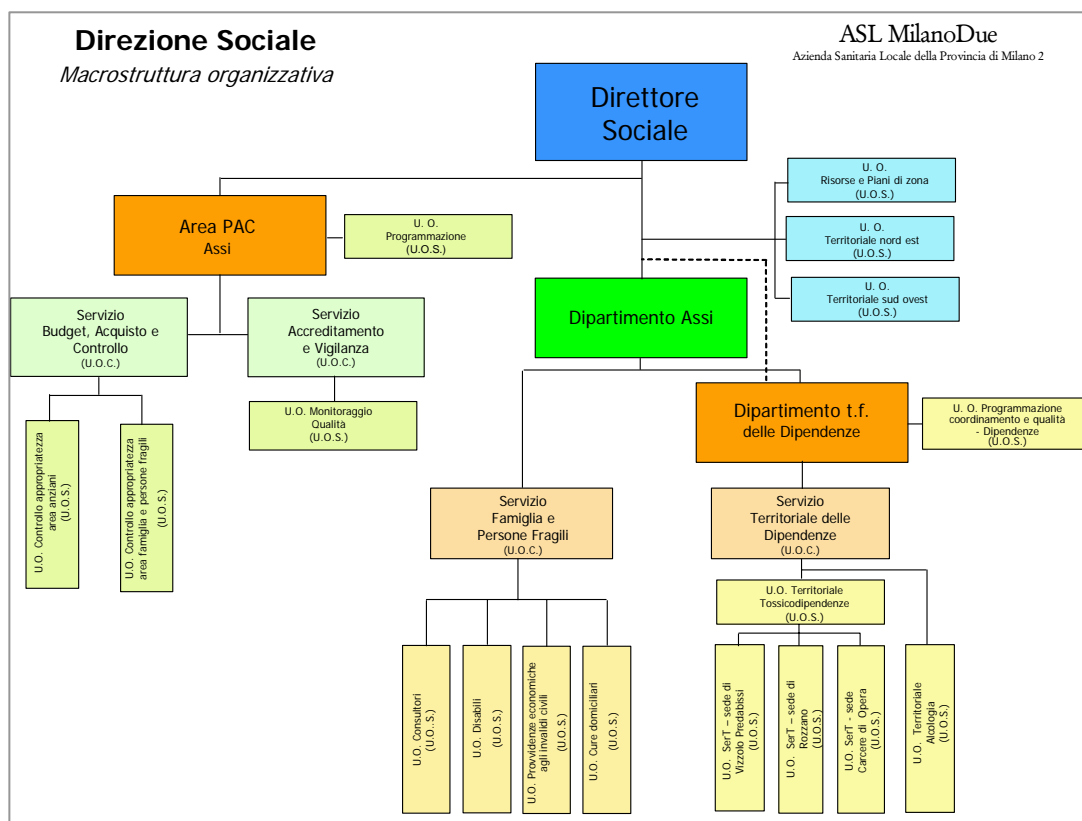 Direzione Sociale
Macrostruttura organizzativa
ASL MilanoDue
Azienda Sanitaria Locale della Provincia di Milano 2
Direttore
Sociale
U. O.
Risorse e Piani di zona
(U.O.S.)
Area PAC
Assi
U. O.
Programmazione
(U.O.S.)
U. O.
Territoriale nord est
(U.O.S.)
U. O.
Territoriale sud ovest
(U.O.S.)
Dipartimento Assi
Servizio
Budget, Acquisto e
Controllo
(U.O.C.)
Servizio
Accreditamento
e Vigilanza
(U.O.C.)
U.O. Monitoraggio
Qualità
(U.O.S.)
Dipartimento t.f.
delle Dipendenze
U. O. Programmazione
coordinamento e qualità
- Dipendenze
(U.O.S.)
U.O. Controllo appropriatezza
area anziani
(U.O.S.)
U.O. Controllo appropriatezza
area famiglia e persone fragili
(U.O.S.)
Servizio
Famiglia e
Persone Fragili
(U.O.C.)
Servizio
Territoriale delle
Dipendenze
(U.O.C.)
U.O. Territoriale
Tossicodipendenze
(U.O.S.)
U.O. Consultori
(U.O..S.)
U.O. Disabili
(U.O.S.)
U.O. Provvidenze economiche
agli invalidi civili
(U.O.S.)
U.O. Cure domiciliari
(U.O.S.)
U.O. SerT – sede di
Vizzolo Predabissi
(U.O.S.)
U.O. SerT – sede di
Rozzano
(U.O.S.)
U.O. SerT - sede
Carcere di Opera
(U.O.S.)
U.O. Territoriale
Alcologia
(U.O.S.)